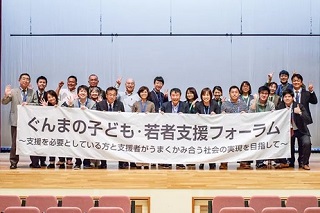 ぐんまの子ども・若者支援フォーラム
～支援を必要としている方と支援者がうまくかみ合う社会の実現を目指して～